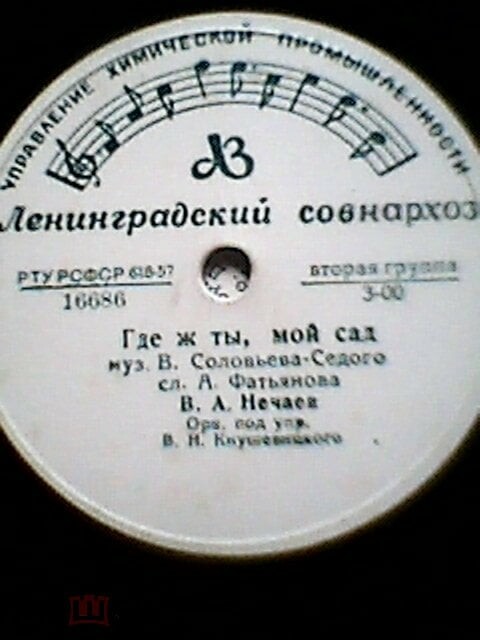 УПРАВЛЕНИЕ ХИМИЧЕСКОЙ ПРОМЫШЛЕННОСТИ
ДЗ
Ленинградский совнархоз
РТУ РСФСР 618-57
вторая группа
16686
3-00
Где ж ты, мой сад
муз. В. Соловьева-Седого
сл. А. Фатьянова
В. А. Нечаев
Орк. под упр.
В. Н. Кнушевицкого